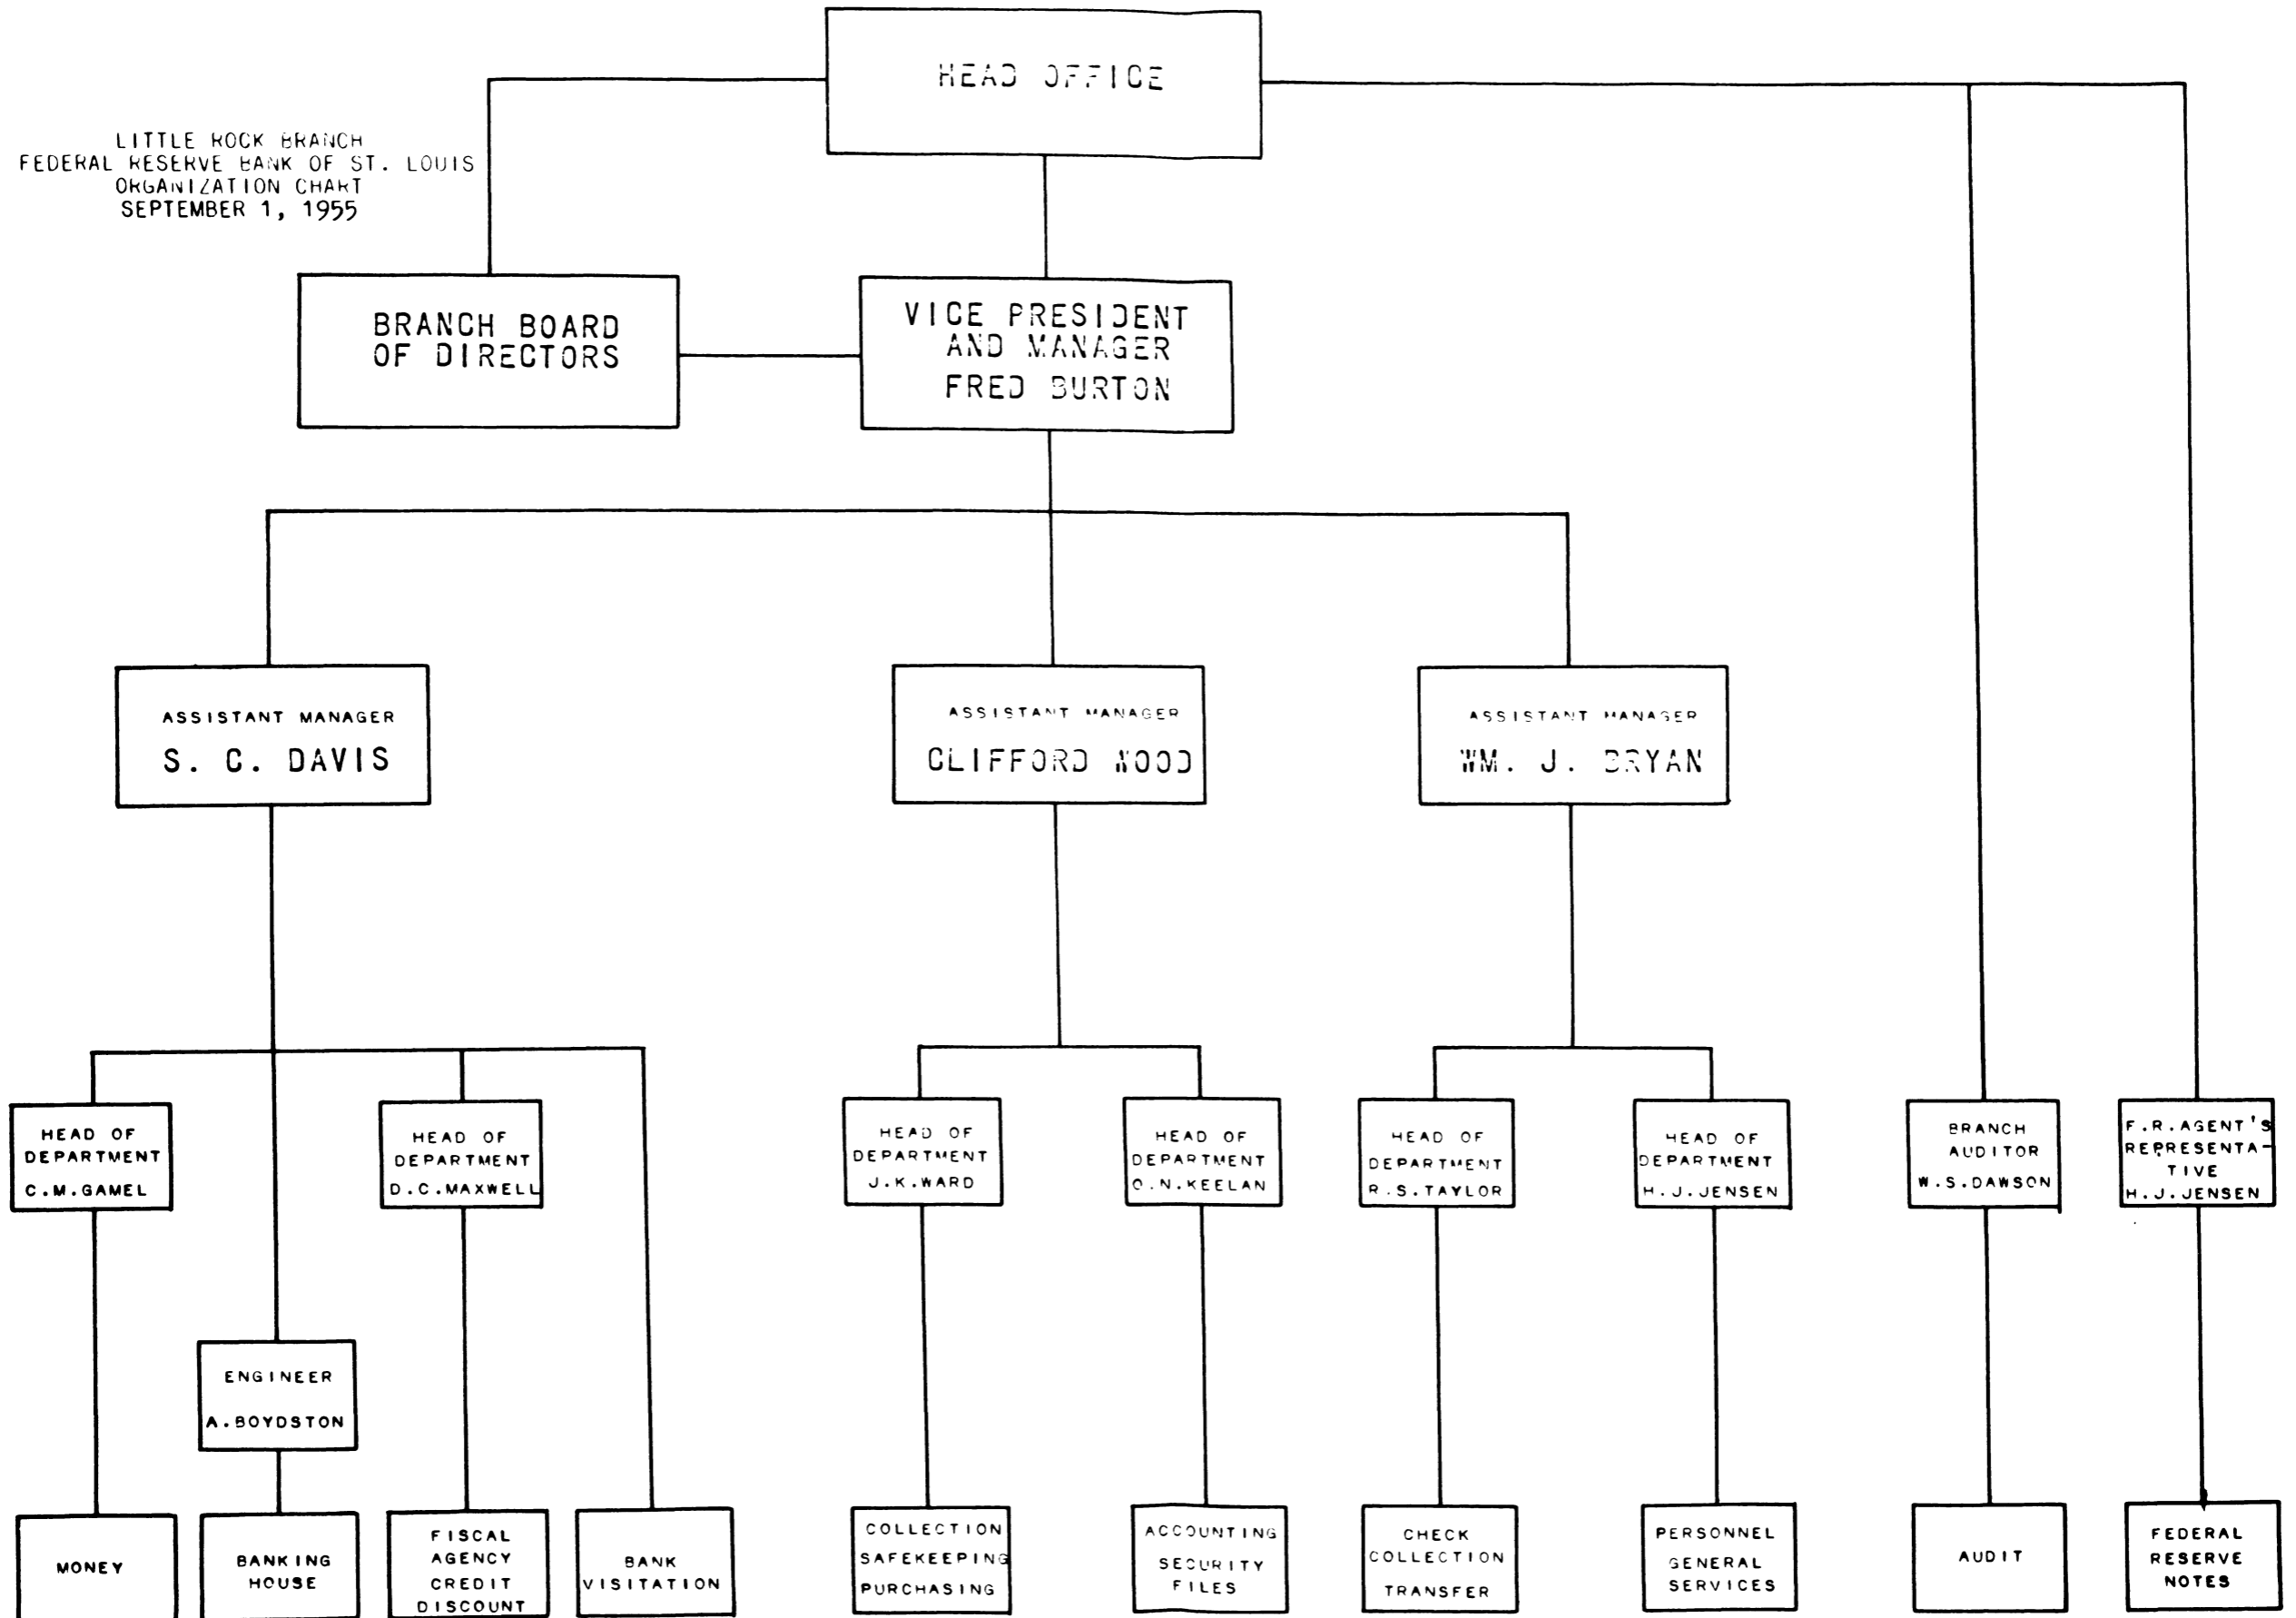 HEAD OFFICE
LITTLE ROCK BRANCH
FEDERAL RESERVE BANK OF ST. LOUIS
ORGANIZATION CHART
SEPTEMBER 1, 1955
BRANCH BOARD
OF DIRECTORS
VICE PRESIDENT
AND MANAGER
FRED BURTON
ASSISTANT MANAGER
S. C. DAVIS
ASSISTANT MANAGER
CLIFFORD WOOD
ASSISTANT MANAGER
WM. J. BRYAN
HEAD OF
DEPARTMENT
C.M.GAMEL
HEAD OF
DEPARTMENT
D.C.MAXWELL
HEAD OF
DEPARTMENT
J.K.WARD
HEAD OF
DEPARTMENT
O.N.KEELAN
HEAD OF
DEPARTMENT
R.S.TAYLOR
HEAD OF
DEPARTMENT
H.J.JENSEN
BRANCH
AUDITOR
W.S.DAWSON
F.R.AGENT'S
REPRESENTA-
TIVE
H.J.JENSEN
ENGINEER
A.BOYDSTON
MONEY
BANKING
HOUSE
FISCAL
AGENCY
CREDIT
DISCOUNT
BANK
VISITATION
COLLECTION
SAFEKEEPING
PURCHASING
ACCOUNTING
SECURITY
FILES
CHECK
COLLECTION
TRANSFER
PERSONNEL
GENERAL
SERVICES
AUDIT
FEDERAL
RESERVE
NOTES